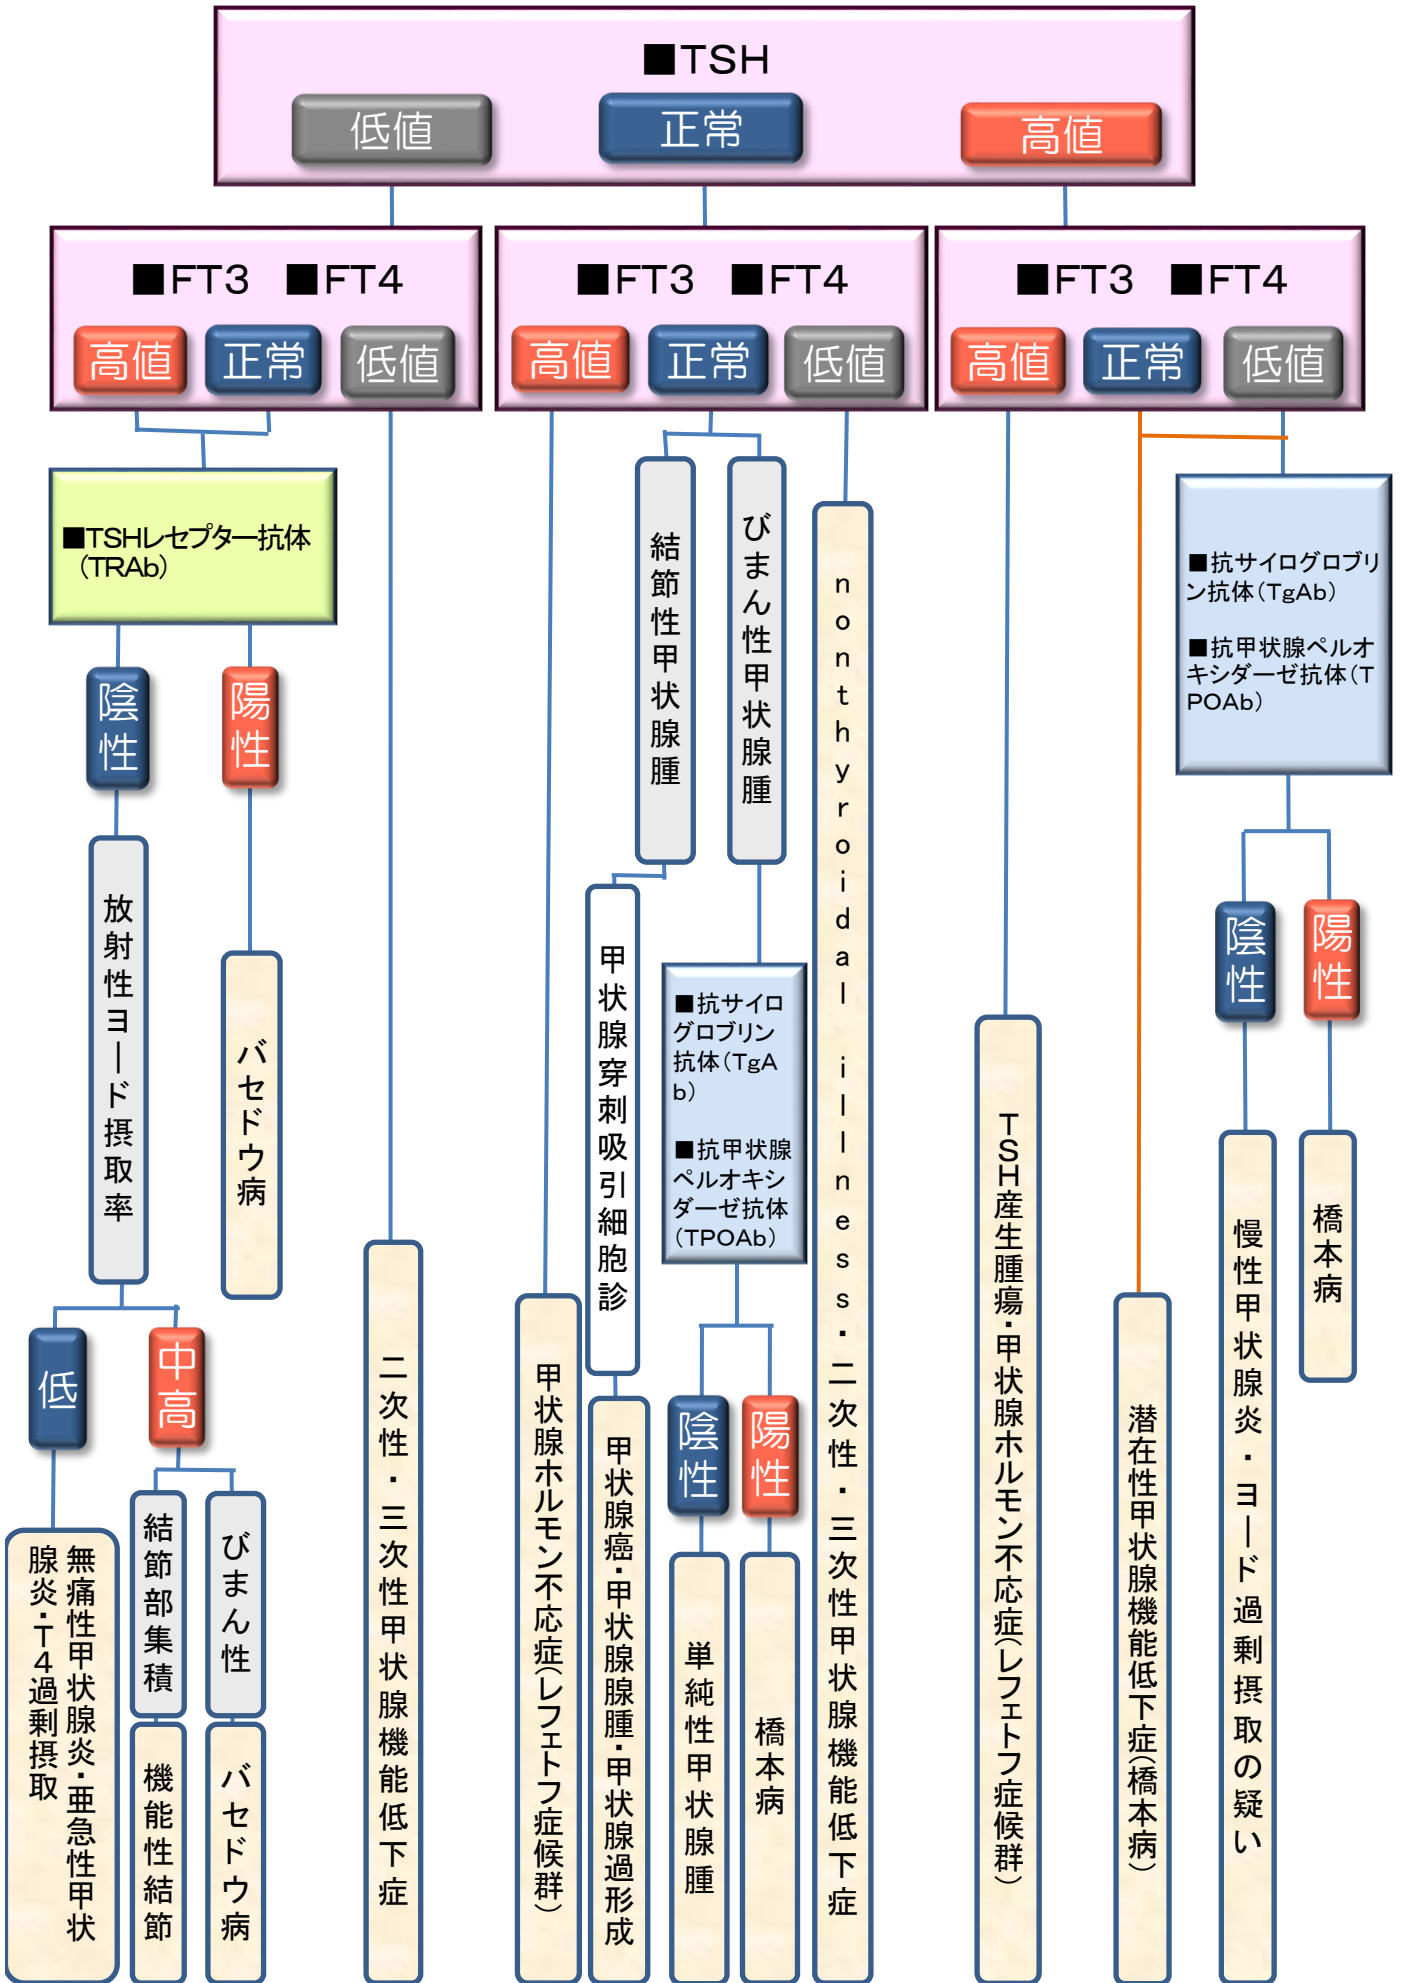 ■TSH
低値
正常
高値
■FT3 ■FT4
高値
正常
低値
■FT3 ■FT4
高値
正常
低値
■FT3 ■FT4
高値
正常
低値
■TSHレセプター抗体
(TRAb)
陰性
陽性
放射性ヨード摂取率
バセドウ病
低
中高
無痛性甲状腺炎・亜急性甲状
腺炎・T4過剰摂取
結節部集積
機能性結節
びまん性
バセドウ病
二次性・三次性甲状腺機能低下症
甲状腺ホルモン不応症(レフェトフ症候群)
結節性甲状腺腫
甲状腺穿刺吸引細胞診
甲状腺癌・甲状腺腺腫・甲状腺過形成
びまん性甲状腺腫
■抗サイロ
グロブリン
抗体(TgA
b)
■抗甲状腺
ペルオキシ
ダーゼ抗体
(TPOAb)
陰性
陽性
単純性甲状腺腫
橋本病
nonthyroidal illness・二次性・三次性甲状腺機能低下症
TSH産生腫瘍・甲状腺ホルモン不応症(レフェトフ症候群)
潜在性甲状腺機能低下症(橋本病)
■抗サイログロブリ
ン抗体(TgAb)
■抗甲状腺ペルオ
キシダーゼ抗体(T
POAb)
陰性
陽性
慢性甲状腺炎・ヨード過剰摂取の疑い
橋本病